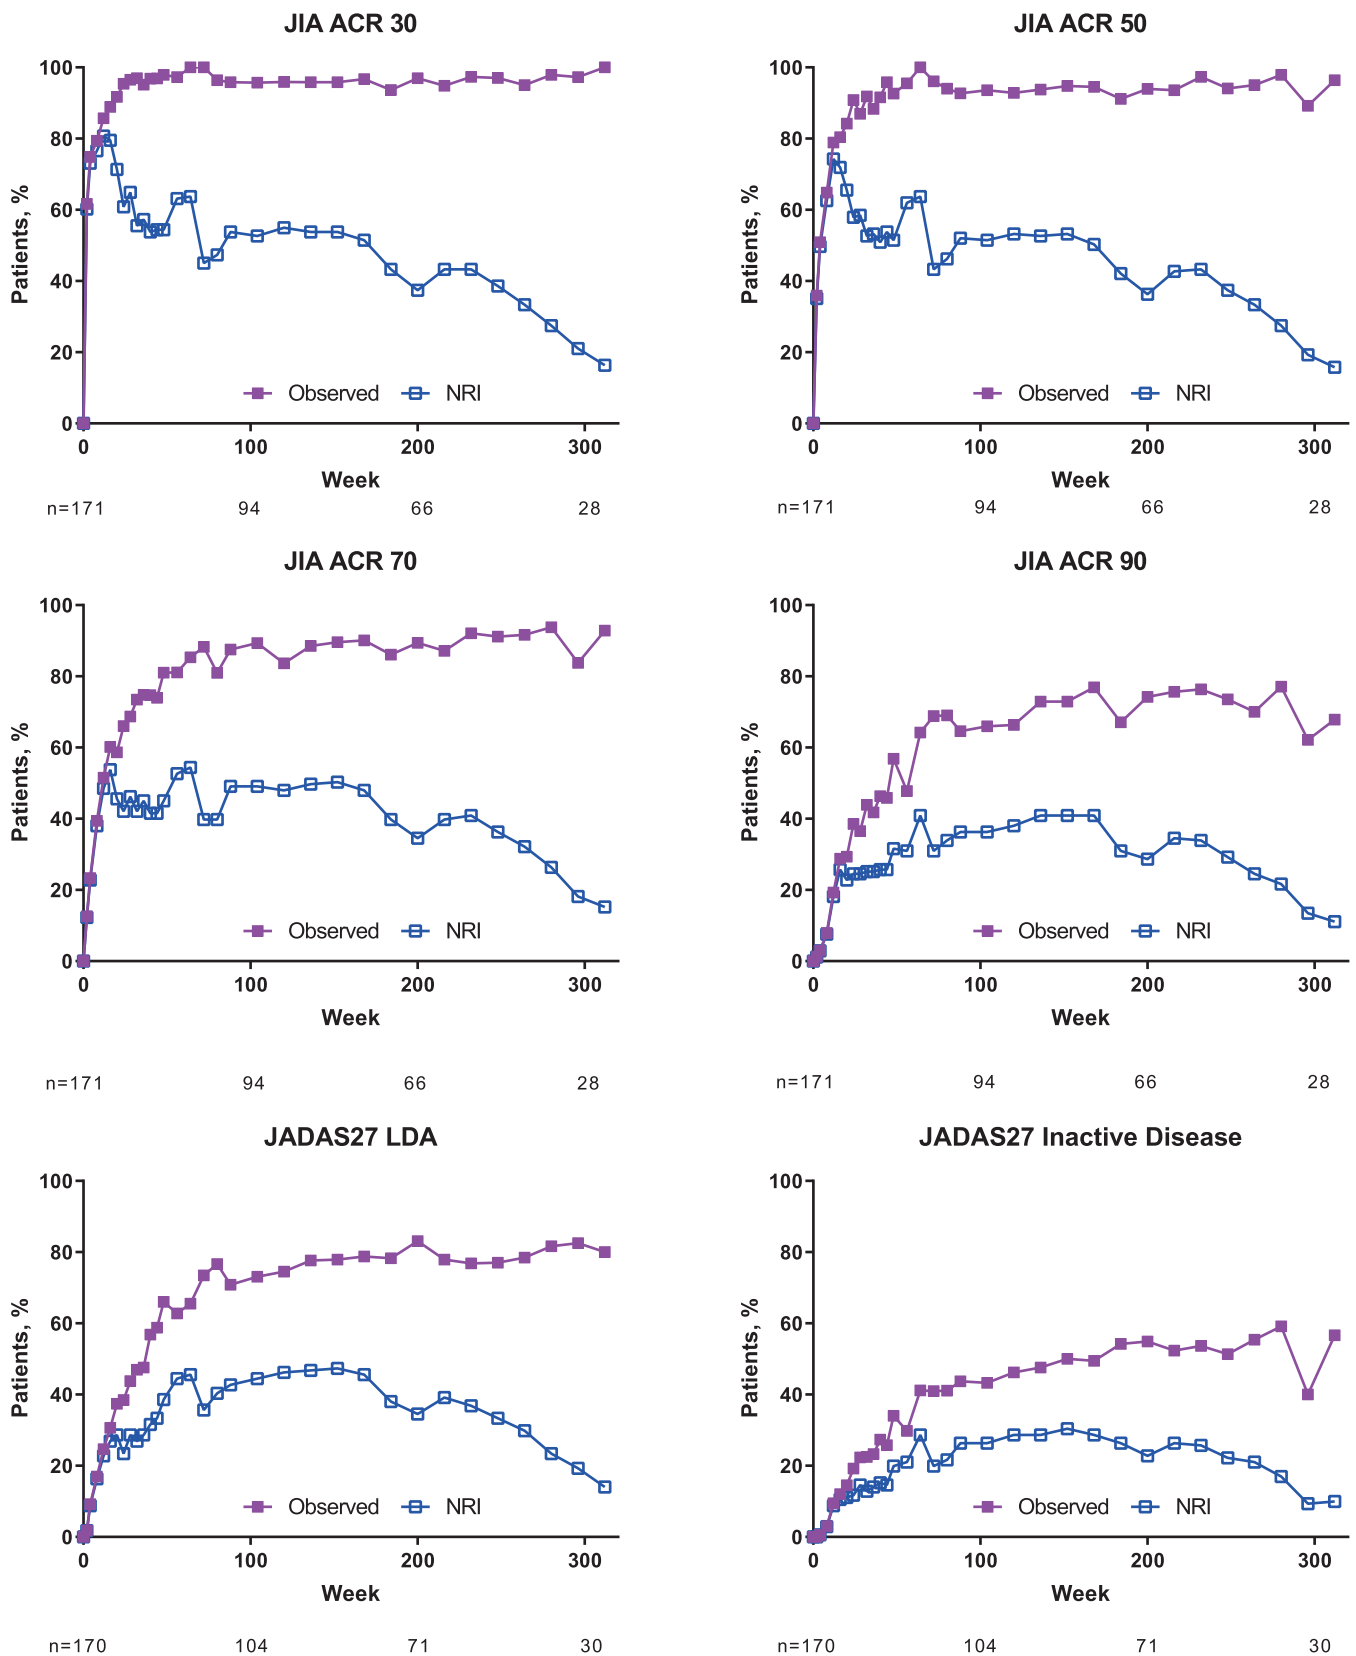 JIA ACR 30
100
80
60
40
20
0
Patients, %
Observed NRI
0 100 200 300
Week
n=171 94 66 28
JIA ACR 50
100
80
60
40
20
0
Patients, %
Observed NRI
0 100 200 300
Week
n=171 94 66 28
JIA ACR 70
100
80
60
40
20
0
Patients, %
Observed NRI
0 100 200 300
Week
n=171 94 66 28
JIA ACR 90
100
80
60
40
20
0
Patients, %
Observed NRI
0 100 200 300
Week
n=171 94 66 28
JADAS27 LDA
100
80
60
40
20
0
Patients, %
Observed NRI
0 100 200 300
Week
n=170 104 71 30
JADAS27 Inactive Disease
100
80
60
40
20
0
Patients, %
Observed NRI
0 100 200 300
Week
n=170 104 71 30